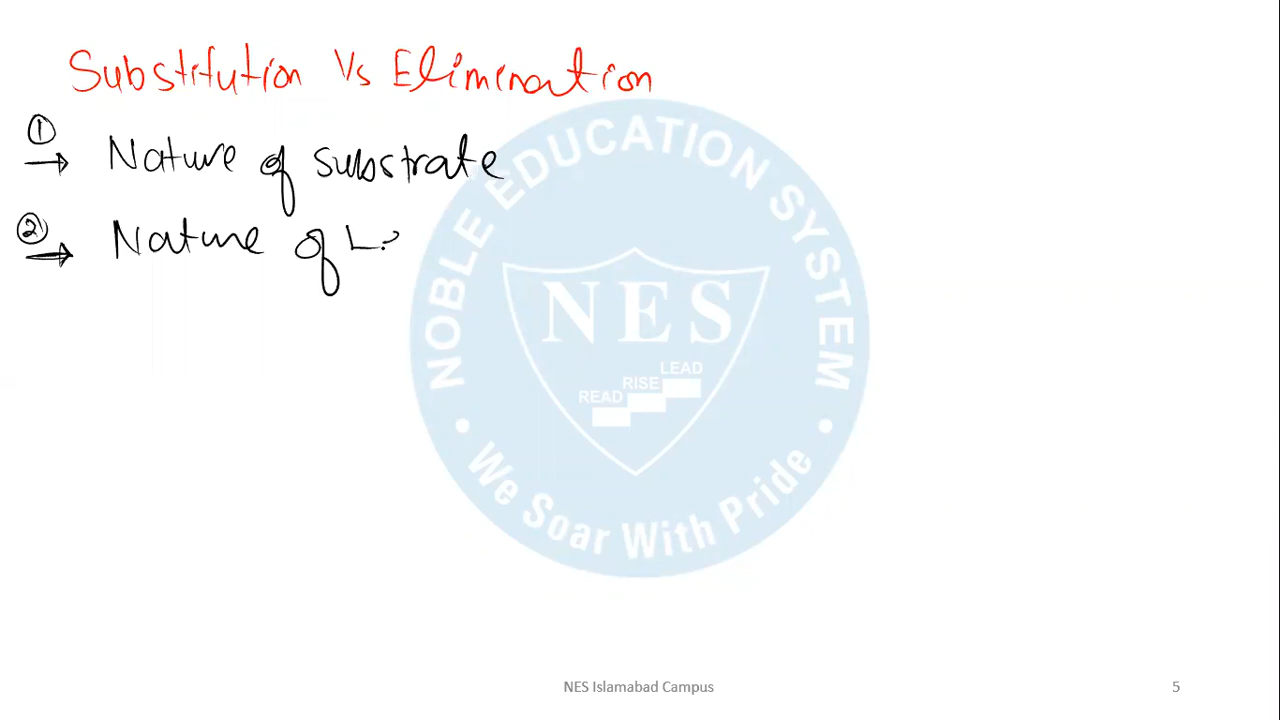 Substitution Vs Elimination
① → Nature of substrate
② → Nature of L.
NOBLE EDUCATION SYSTEM
NES
LEAD
RISE
READ
• We Soar With Pride •
NES Islamabad Campus
5